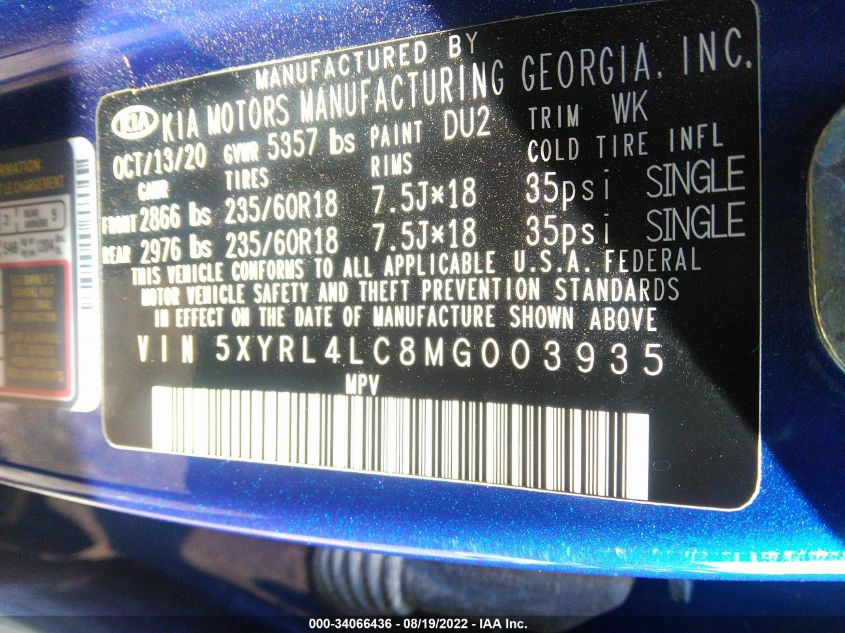 MANUFACTURED BY
KIA KIA MOTORS MANUFACTURING GEORGIA, INC.
OCT/13/20 GVWR 5357 lbs PAINT DU2 TRIM WK
GAWR TIRES RIMS COLD TIRE INFL
FRONT 2866 lbs 235/60R18 7.5J×18 35psi SINGLE
REAR 2976 lbs 235/60R18 7.5J×18 35psi SINGLE
THIS VEHICLE CONFORMS TO ALL APPLICABLE U.S.A. FEDERAL
MOTOR VEHICLE SAFETY AND THEFT PREVENTION STANDARDS
IN EFFECT ON THE DATE OF MANUFACTURE SHOWN ABOVE
VIN 5XYRL4LC8MG003935
MPV
000-34066436 - 08/19/2022 - IAA Inc.